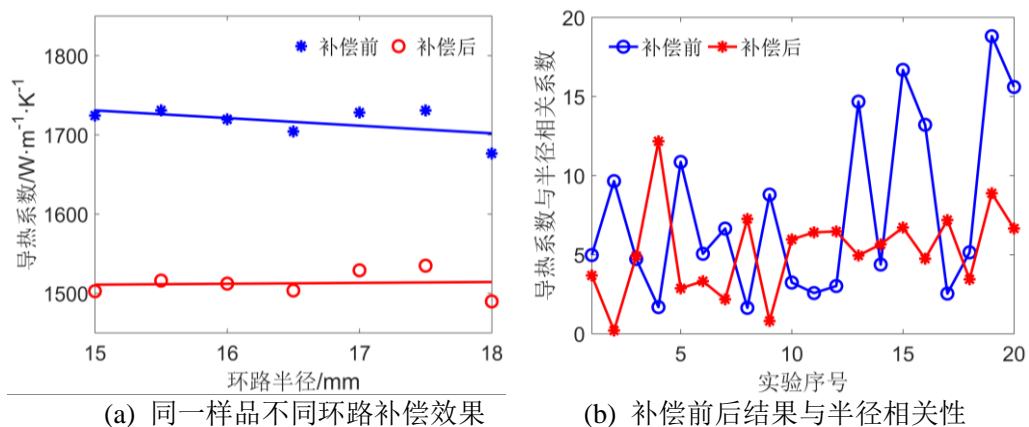 1850
1800
1700
1600
1500
导热系数/W·m⁻¹·K⁻¹
补偿前 补偿后
15 16 17 18
环路半径/mm
(a) 同一样品不同环路补偿效果
20
15
10
5
0
导热系数与半径相关系数
补偿前 补偿后
5 10 15 20
实验序号
(b) 补偿前后结果与半径相关性